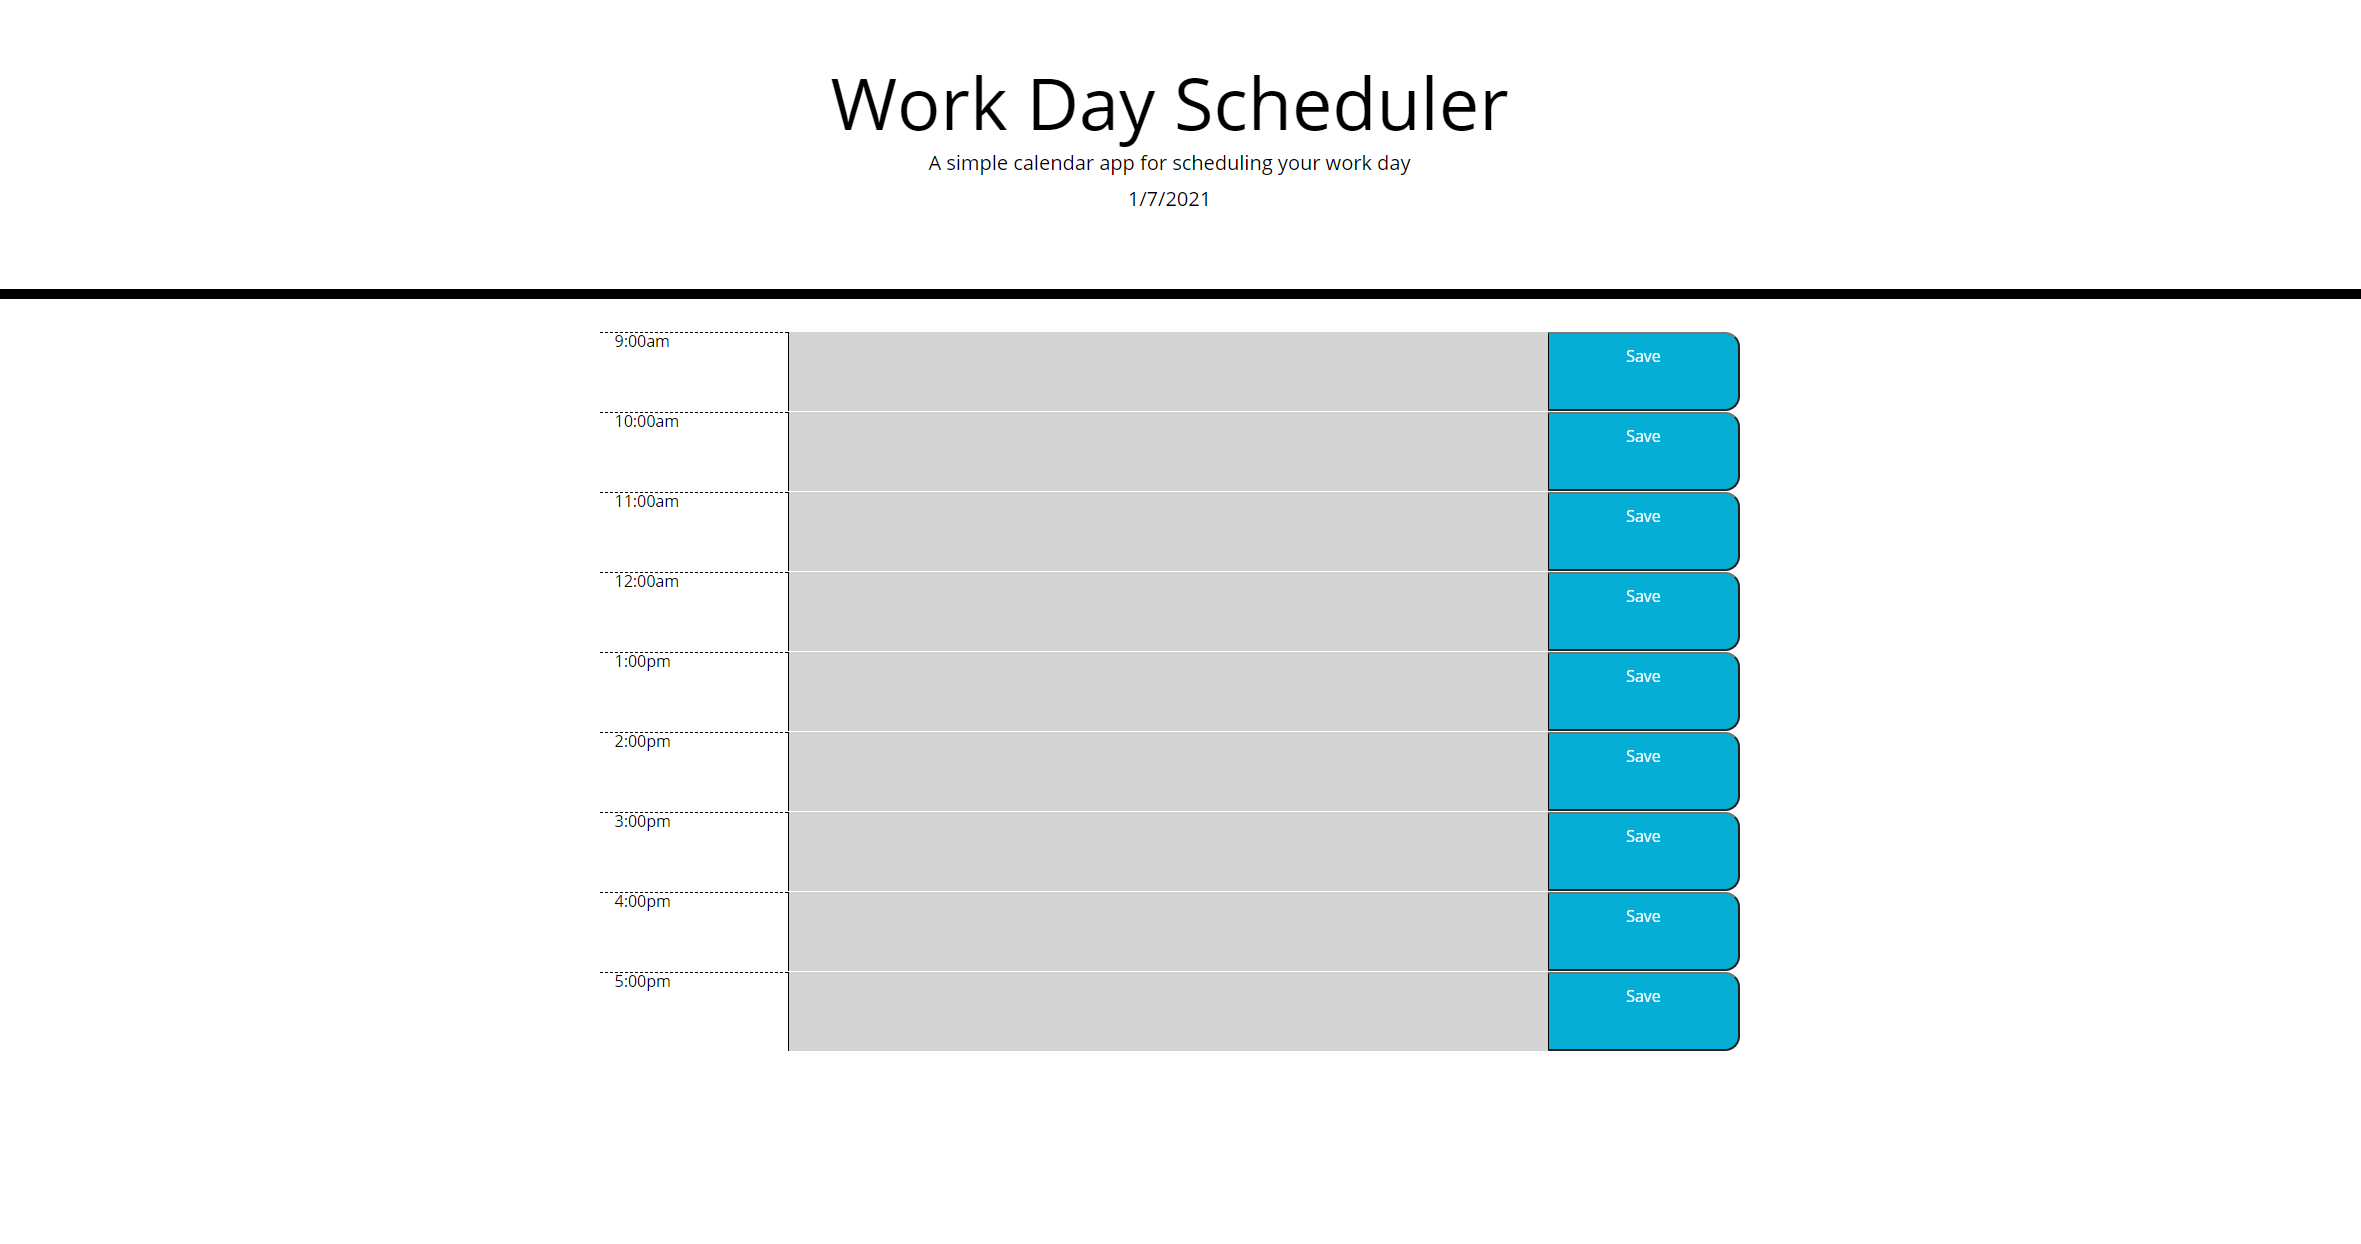 Work Day Scheduler
A simple calendar app for scheduling your work day
1/7/2021
9:00am
Save
10:00am
Save
11:00am
Save
12:00am
Save
1:00pm
Save
2:00pm
Save
3:00pm
Save
4:00pm
Save
5:00pm
Save